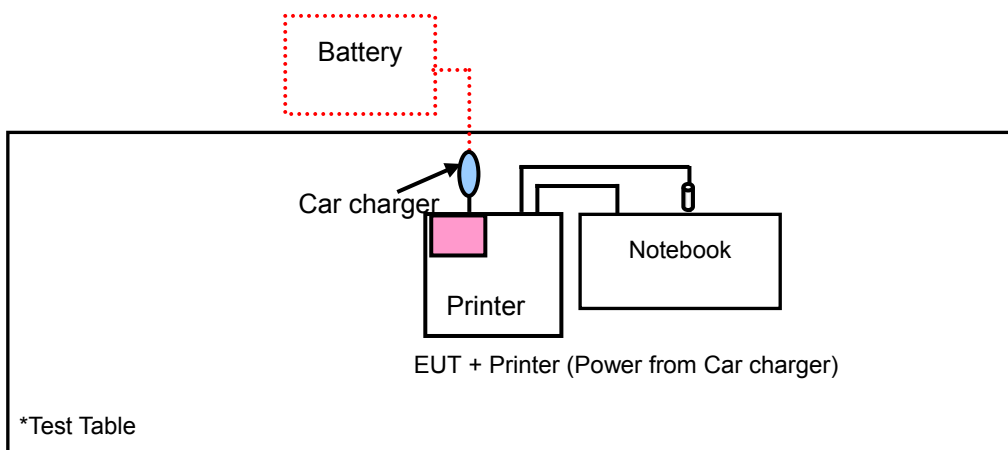 Battery
Car charger
Notebook
Printer
EUT + Printer (Power from Car charger)
*Test Table